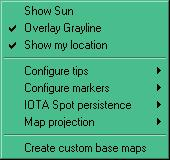 Show Sun
Overlay Grayline
Show my location
Configure tips
Configure markers
IOTA Spot persistence
Map projection
Create custom base maps